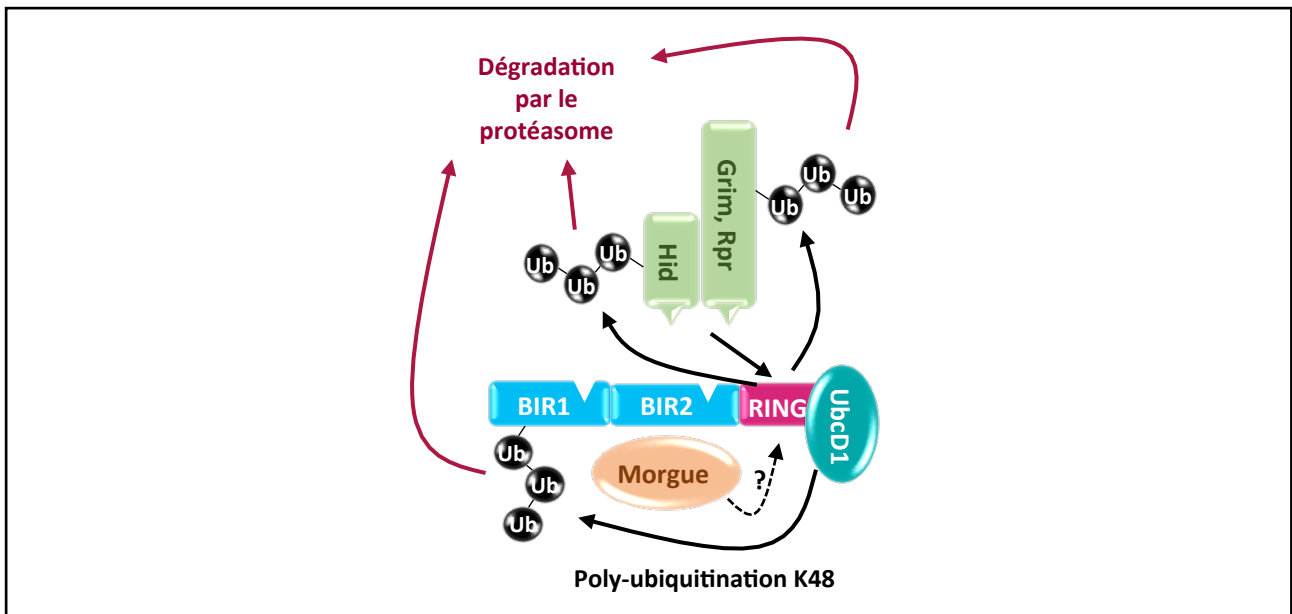 Dégradation
par le
protéasome
Grim, Rpr
Ub
Ub
Ub
Hid
Ub
Ub
Ub
BIR1
BIR2
RING
UbcD1
Ub
Ub
Ub
Morgue
?
Poly-ubiquitination K48